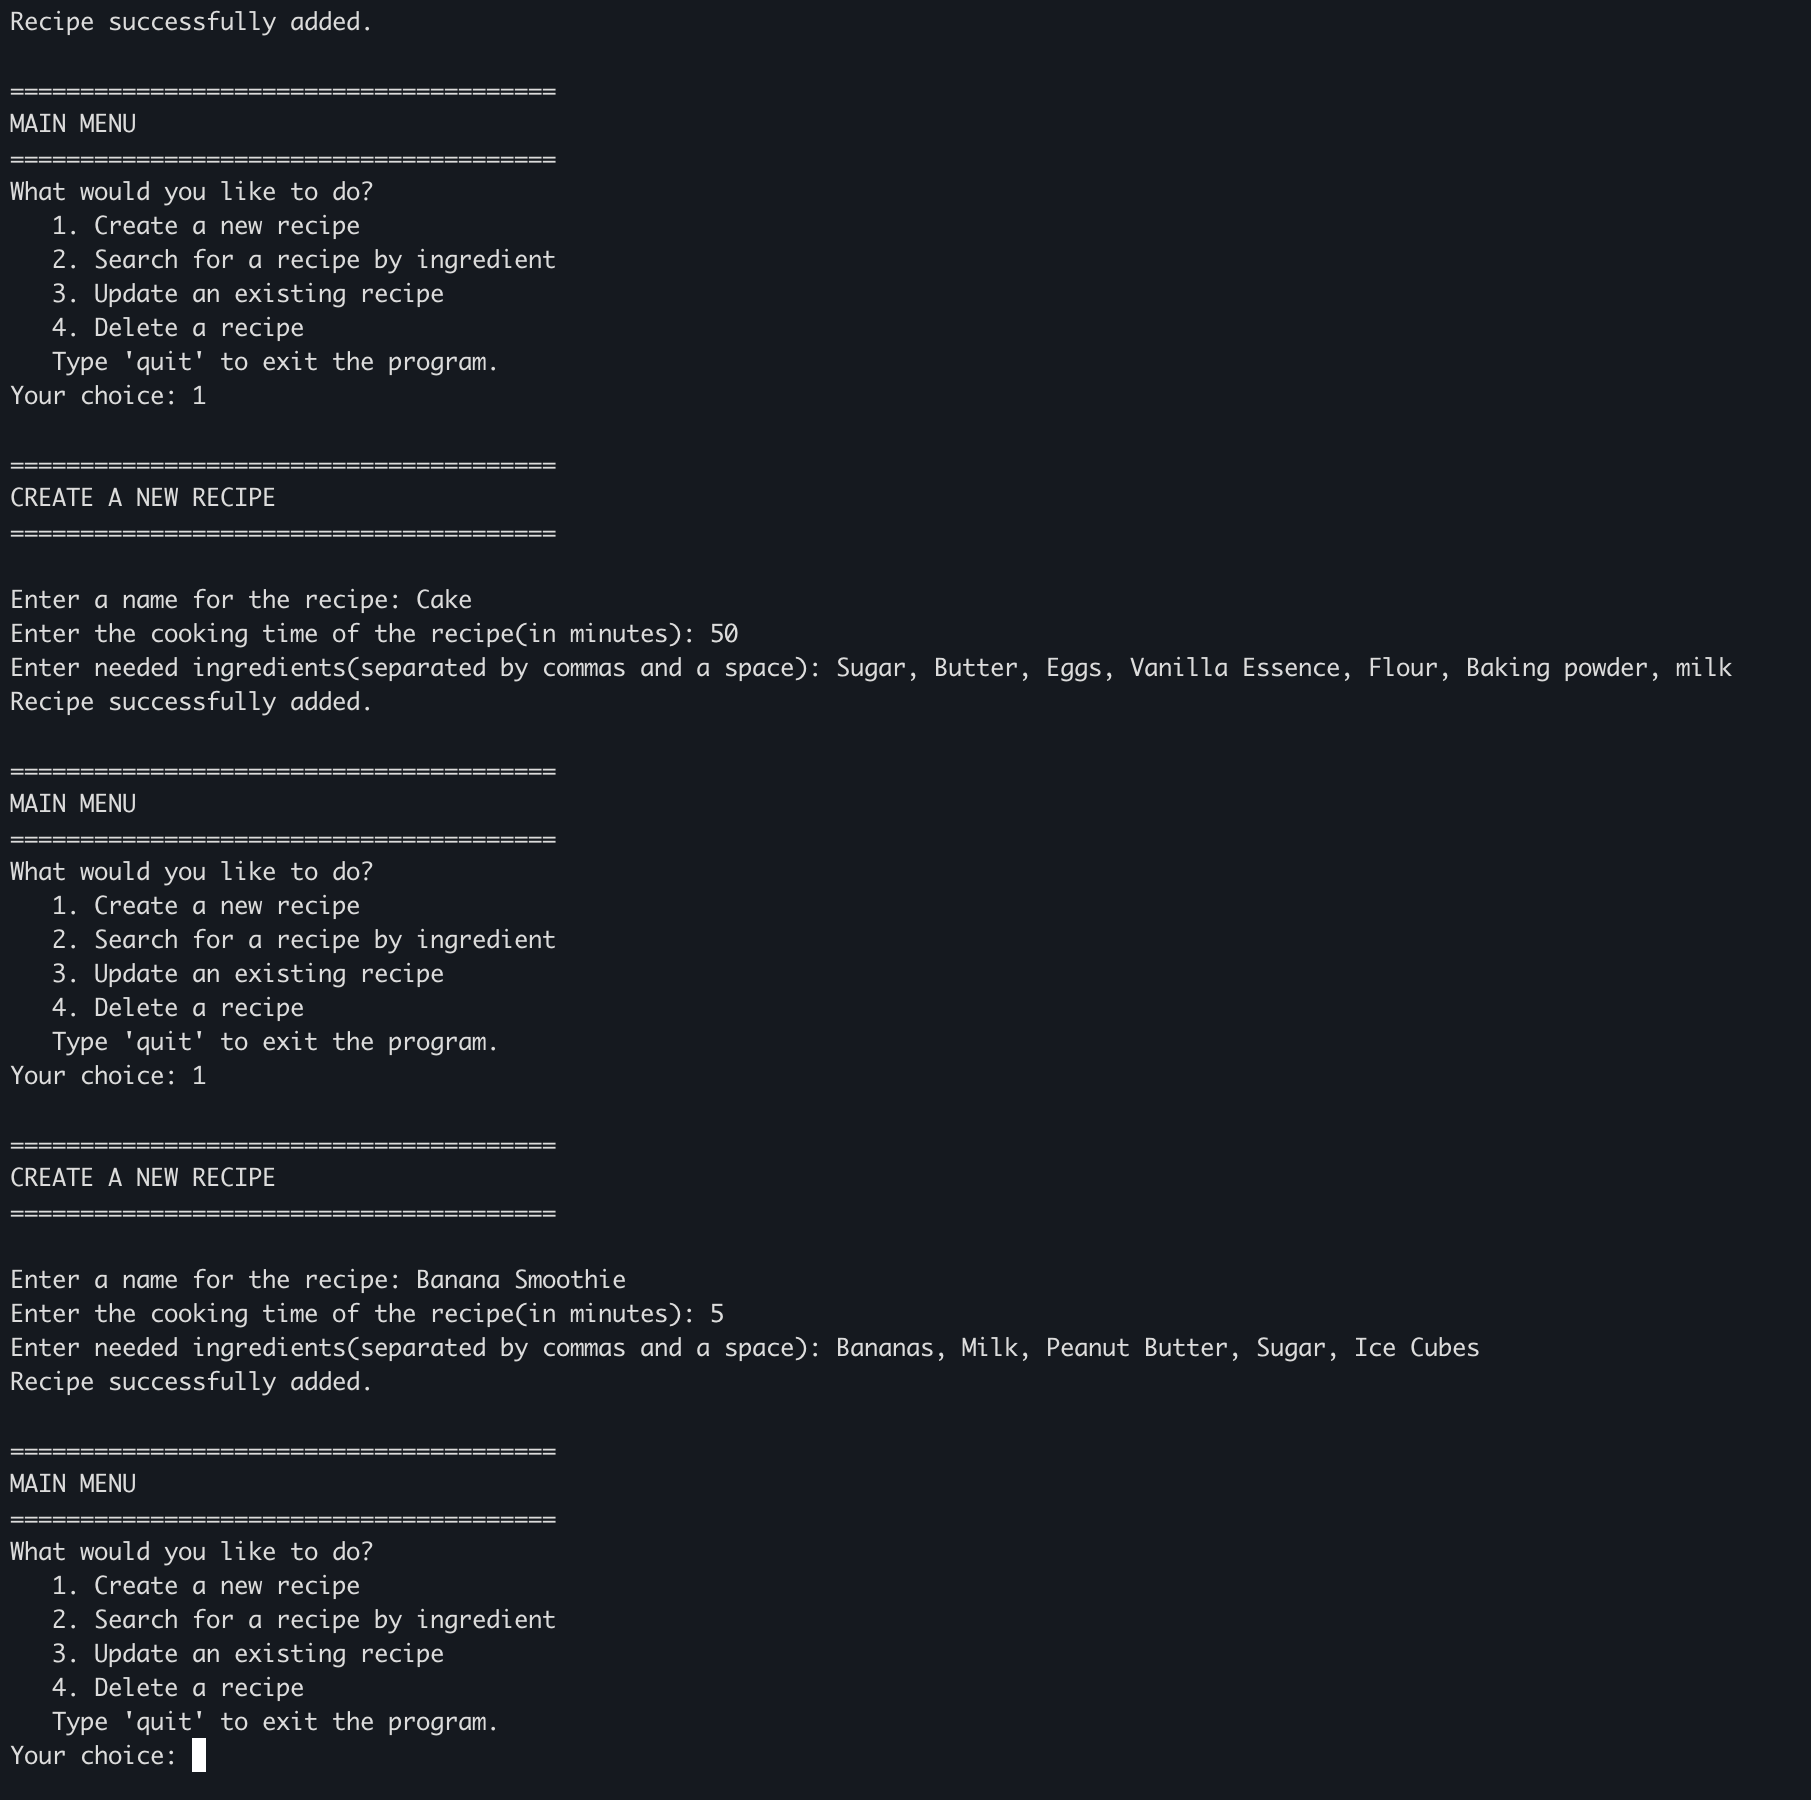 Recipe successfully added.
=======================================
MAIN MENU
=======================================
What would you like to do?
1. Create a new recipe
2. Search for a recipe by ingredient
3. Update an existing recipe
4. Delete a recipe
Type 'quit' to exit the program.
Your choice: 1
=======================================
CREATE A NEW RECIPE
=======================================
Enter a name for the recipe: Cake
Enter the cooking time of the recipe(in minutes): 50
Enter needed ingredients(separated by commas and a space): Sugar, Butter, Eggs, Vanilla Essence, Flour, Baking powder, milk
Recipe successfully added.
=======================================
MAIN MENU
=======================================
What would you like to do?
1. Create a new recipe
2. Search for a recipe by ingredient
3. Update an existing recipe
4. Delete a recipe
Type 'quit' to exit the program.
Your choice: 1
=======================================
CREATE A NEW RECIPE
=======================================
Enter a name for the recipe: Banana Smoothie
Enter the cooking time of the recipe(in minutes): 5
Enter needed ingredients(separated by commas and a space): Bananas, Milk, Peanut Butter, Sugar, Ice Cubes
Recipe successfully added.
=======================================
MAIN MENU
=======================================
What would you like to do?
1. Create a new recipe
2. Search for a recipe by ingredient
3. Update an existing recipe
4. Delete a recipe
Type 'quit' to exit the program.
Your choice: